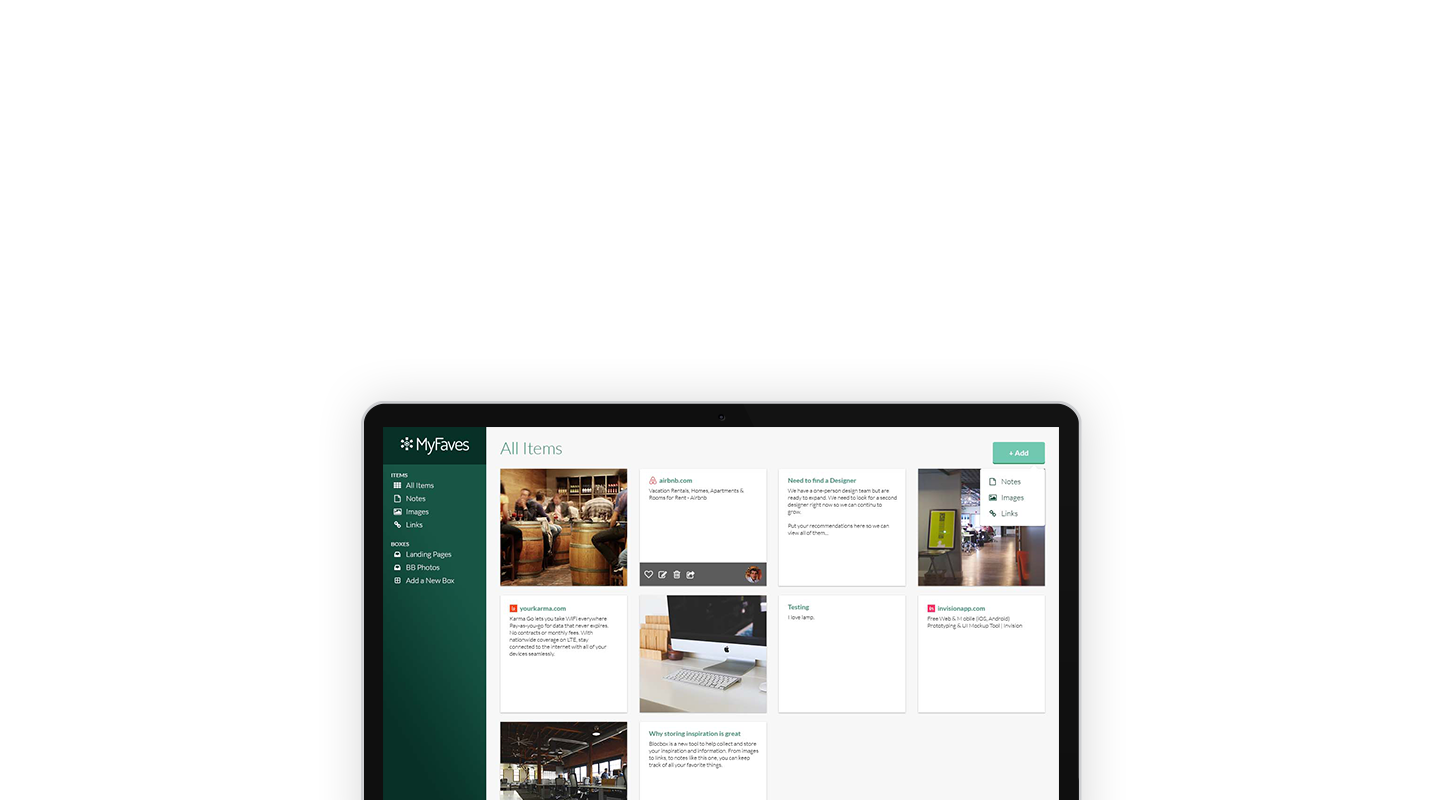 MyFaves
ITEMS
All Items
Notes
Images
Links
BOXES
Landing Pages
BB Photos
Add a New Box
All Items
+ Add
Notes
Images
Links
airbnb.com
Vacation Rentals, Homes, Apartments &
Rooms for Rent - Airbnb
Need to find a Designer
We have a one-person design team but are
ready to expand. We need to look for a second
designer right now so we can continu to
grow.
Put your recommendations here so we can
view all of them...
yourkarma.com
Karma Go lets you take WiFi everywhere
Pay-as-you-go for data that never expires.
No contracts or monthly fees. With
nationwide coverage on LTE, stay
connected to the internet with all of your
devices seamlessly.
Testing
I love lamp.
in
invisionapp.com
Free Web & Mobile (iOS, Android)
Prototyping & UI Mockup Tool | Invision
Why storing inspiration is great
Blocbox is a new tool to help collect and store
your inspiration and information. From images
to links, to notes like this one, you can keep
track of all your favorite things.